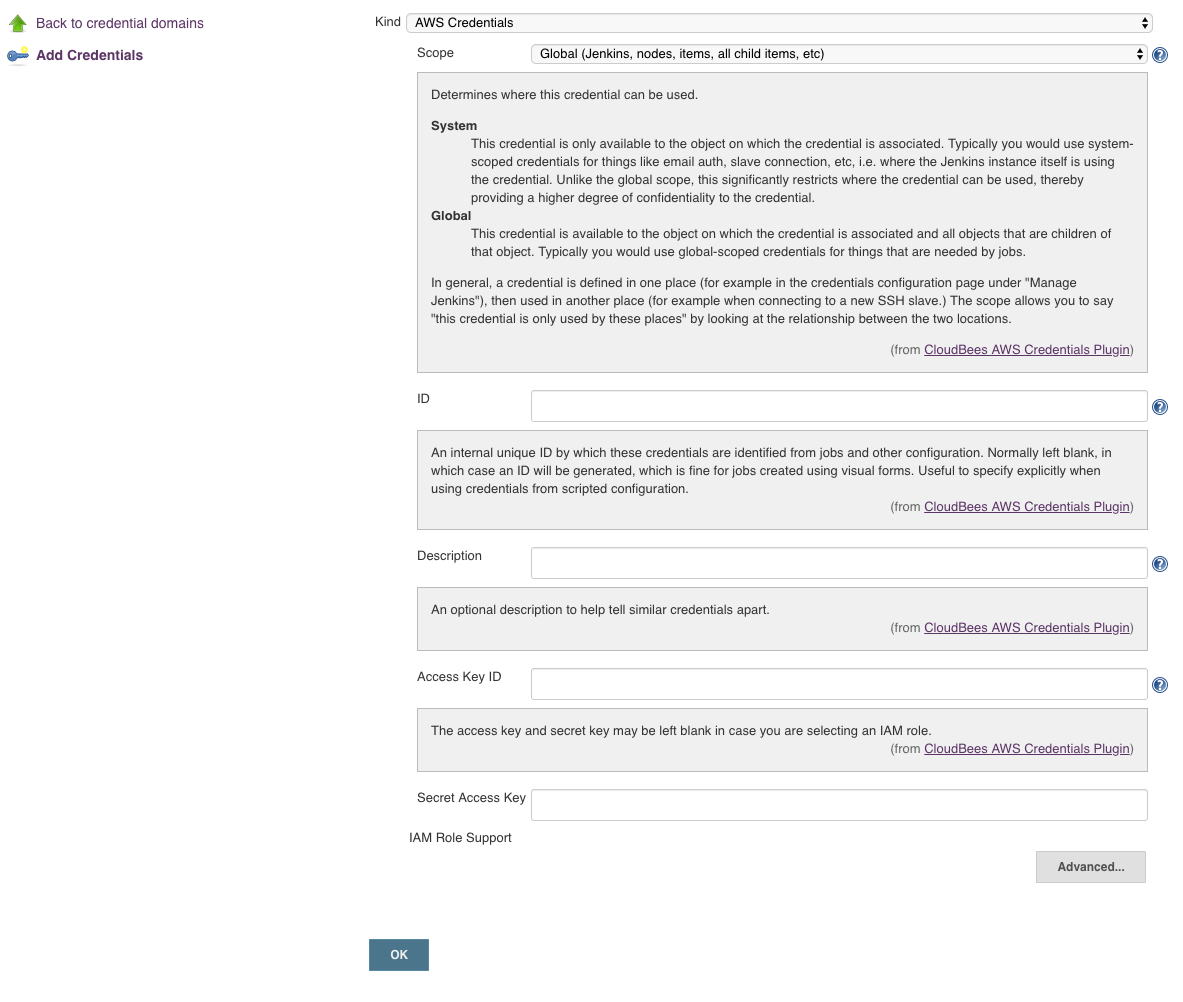 Back to credential domains
Add Credentials
Kind AWS Credentials
Scope Global (Jenkins, nodes, items, all child items, etc)
Determines where this credential can be used.
System
This credential is only available to the object on which the credential is associated. Typically you would use system-
scoped credentials for things like email auth, slave connection, etc, i.e. where the Jenkins instance itself is using
the credential. Unlike the global scope, this significantly restricts where the credential can be used, thereby
providing a higher degree of confidentiality to the credential.
Global
This credential is available to the object on which the credential is associated and all objects that are children of
that object. Typically you would use global-scoped credentials for things that are needed by jobs.
In general, a credential is defined in one place (for example in the credentials configuration page under "Manage
Jenkins"), then used in another place (for example when connecting to a new SSH slave.) The scope allows you to say
"this credential is only used by these places" by looking at the relationship between the two locations.
(from CloudBees AWS Credentials Plugin)
ID
An internal unique ID by which these credentials are identified from jobs and other configuration. Normally left blank, in
which case an ID will be generated, which is fine for jobs created using visual forms. Useful to specify explicitly when
using credentials from scripted configuration.
(from CloudBees AWS Credentials Plugin)
Description
An optional description to help tell similar credentials apart.
(from CloudBees AWS Credentials Plugin)
Access Key ID
The access key and secret key may be left blank in case you are selecting an IAM role.
(from CloudBees AWS Credentials Plugin)
Secret Access Key
IAM Role Support
Advanced...
OK